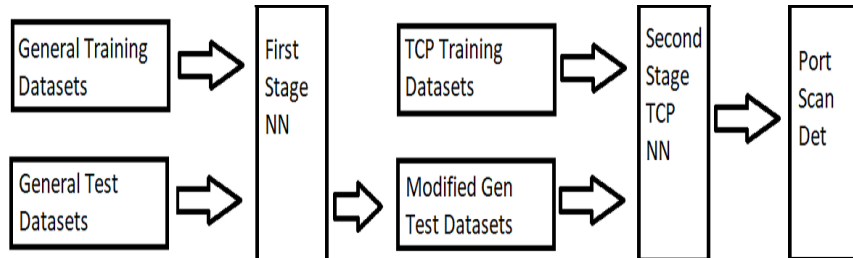 General Training
Datasets
First
Stage
NN
TCP Training
Datasets
Second
Stage
TCP
NN
Port
Scan
Det
General Test
Datasets
Modified Gen
Test Datasets